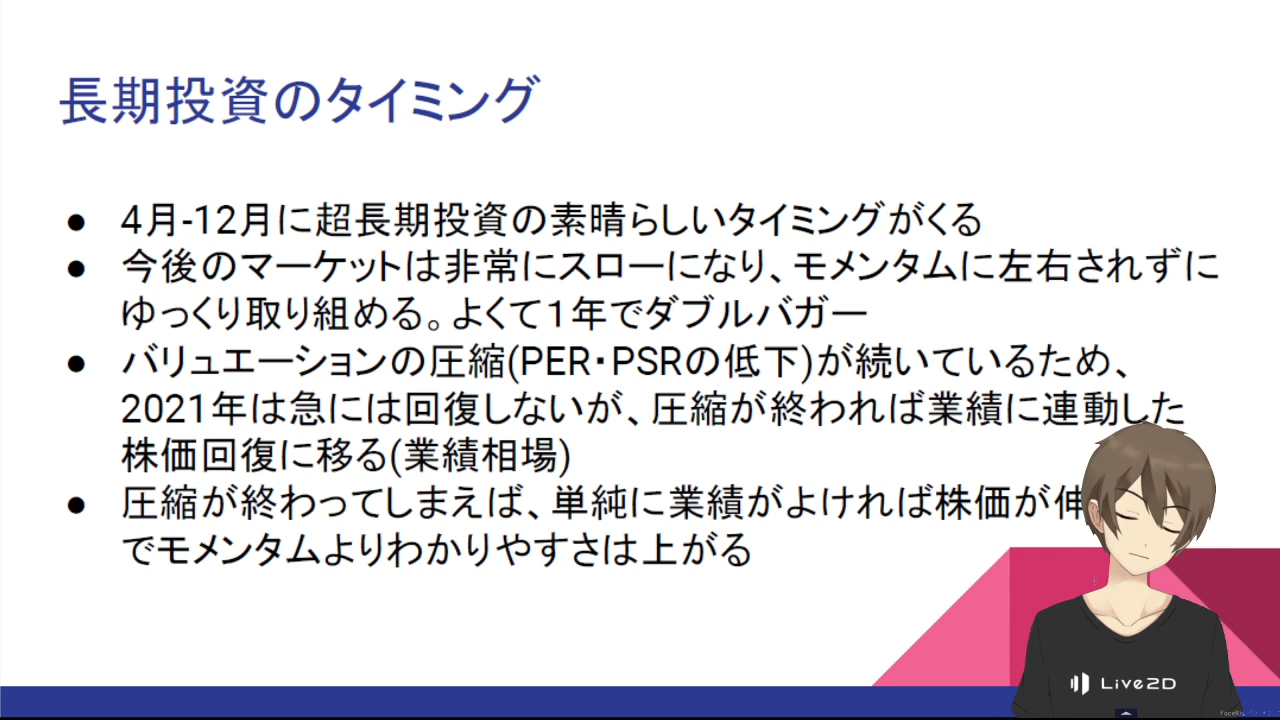 長期投資のタイミング
● 4月-12月に超長期投資の素晴らしいタイミングがくる
● 今後のマーケットは非常にスローになり、モメンタムに左右されずに
ゆっくり取り組める。よくて１年でダブルバガー
● バリュエーションの圧縮(PER・PSRの低下)が続いているため、
2021年は急には回復しないが、圧縮が終われば業績に連動した
株価回復に移る(業績相場)
● 圧縮が終わってしまえば、単純に業績がよければ株価が伸
でモメンタムよりわかりやすさは上がる
Live2D